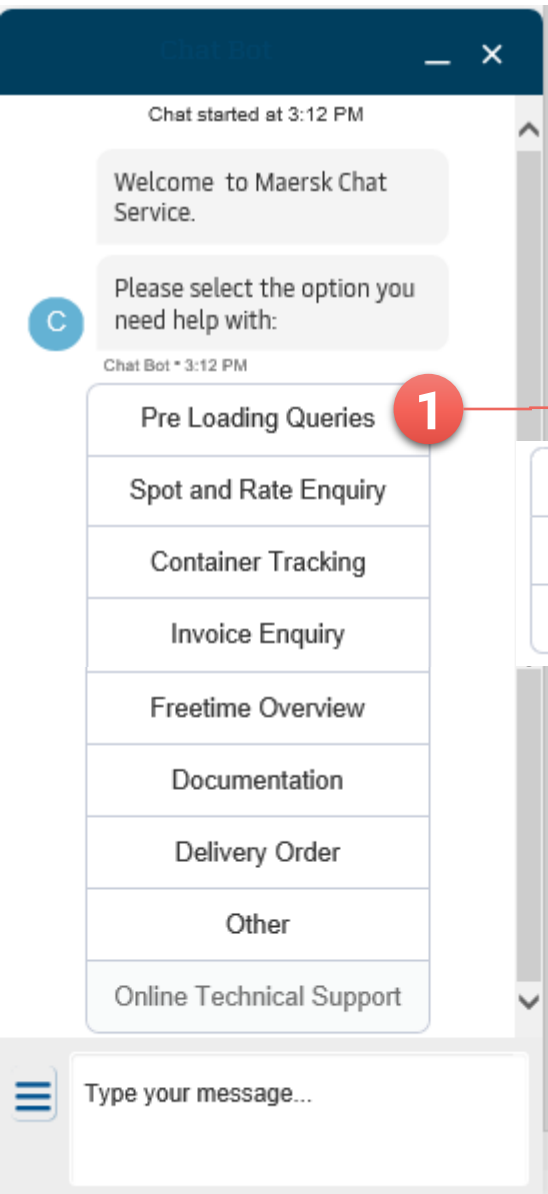 Chat Bot
Chat started at 3:12 PM
Welcome to Maersk Chat
Service.
Please select the option you
need help with:
C
Chat Bot • 3:12 PM
Pre Loading Queries
1
Spot and Rate Enquiry
Container Tracking
Invoice Enquiry
Freetime Overview
Documentation
Delivery Order
Other
Online Technical Support
Type your message...